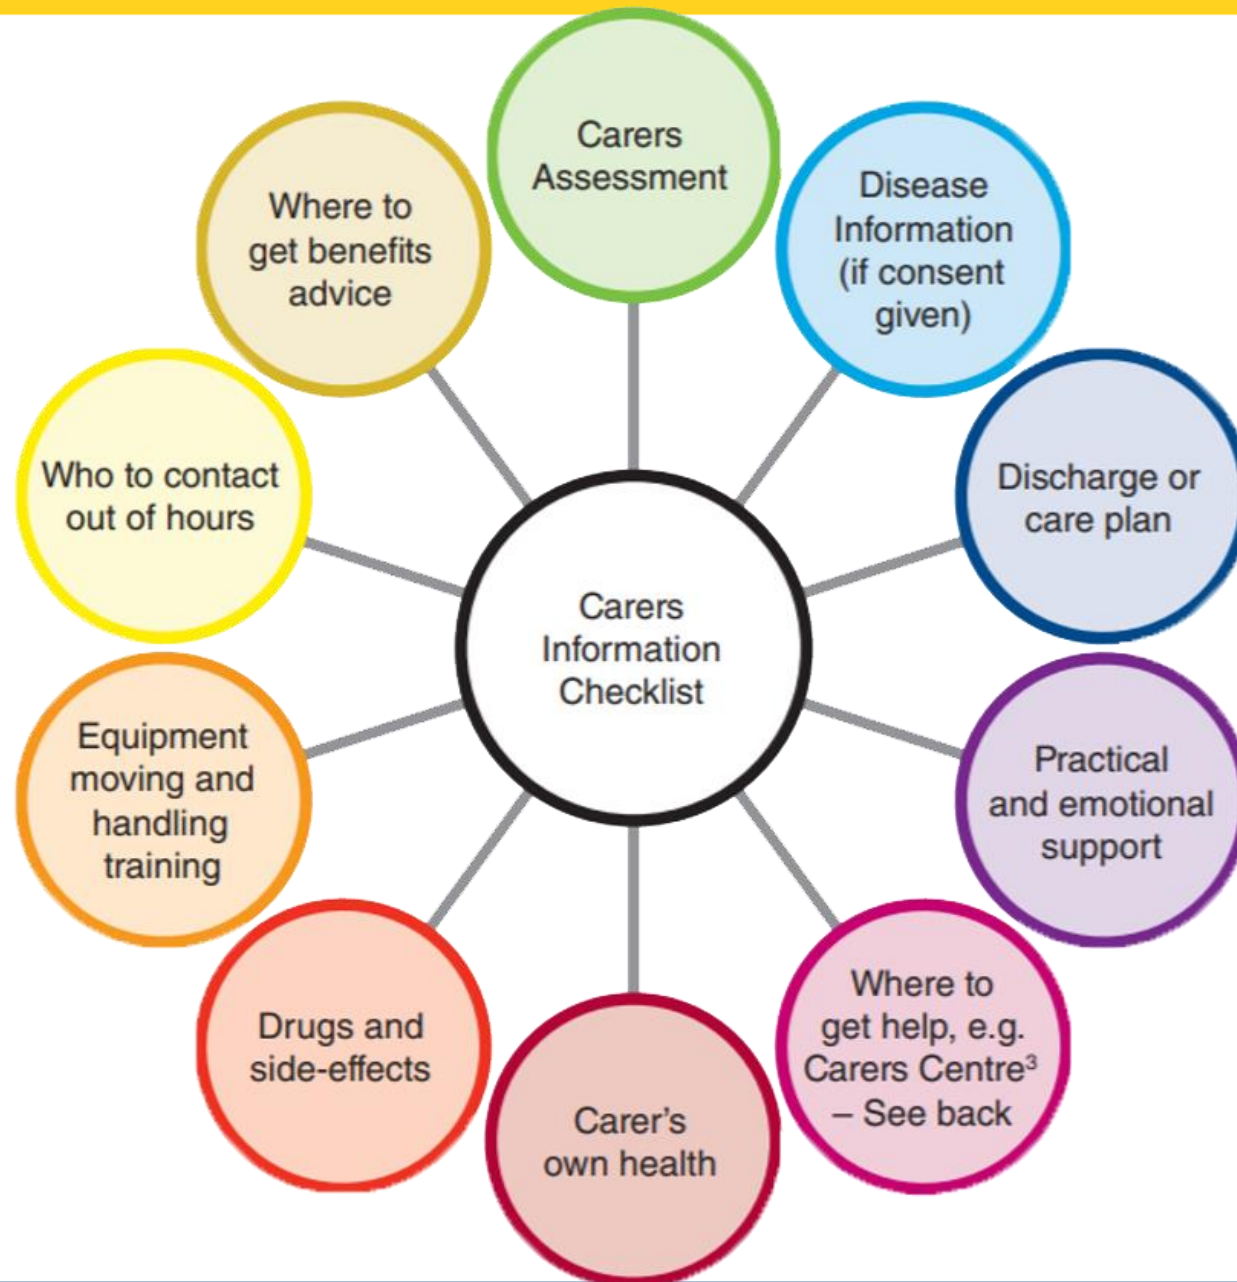 Carers
Assessment
Disease
Information
(if consent
given)
Discharge or
care plan
Practical
and emotional
support
Where to
get help, e.g.
Carers Centre³
– See back
Carer’s
own health
Drugs and
side-effects
Equipment
moving and
handling
training
Who to contact
out of hours
Where to
get benefits
advice
Carers
Information
Checklist